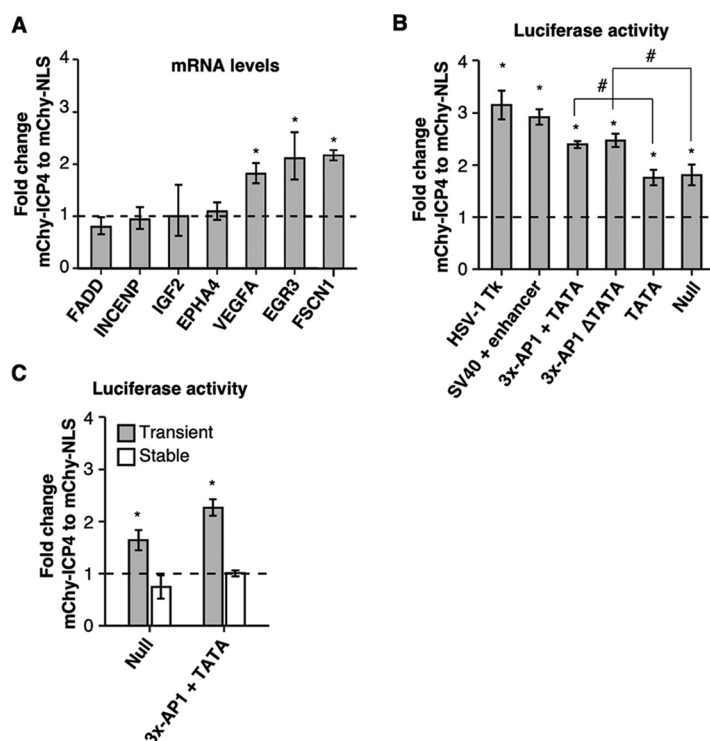 A
mRNA levels
Fold change
mChy-ICP4 to mChy-NLS
4
3
2
1
0
*
*
*
FADD
INCENP
IGF2
EPHA4
VEGFA
EGR3
FSCN1
B
Luciferase activity
Fold change
mChy-ICP4 to mChy-NLS
4
3
2
1
0
#
#
*
*
*
*
*
*
HSV-1 Tk
SV40 + enhancer
3x-AP1 + TATA
3x-AP1 ΔTATA
TATA
Null
C
Luciferase activity
Fold change
mChy-ICP4 to mChy-NLS
4
3
2
1
0
Transient
Stable
*
*
Null
3x-AP1 + TATA